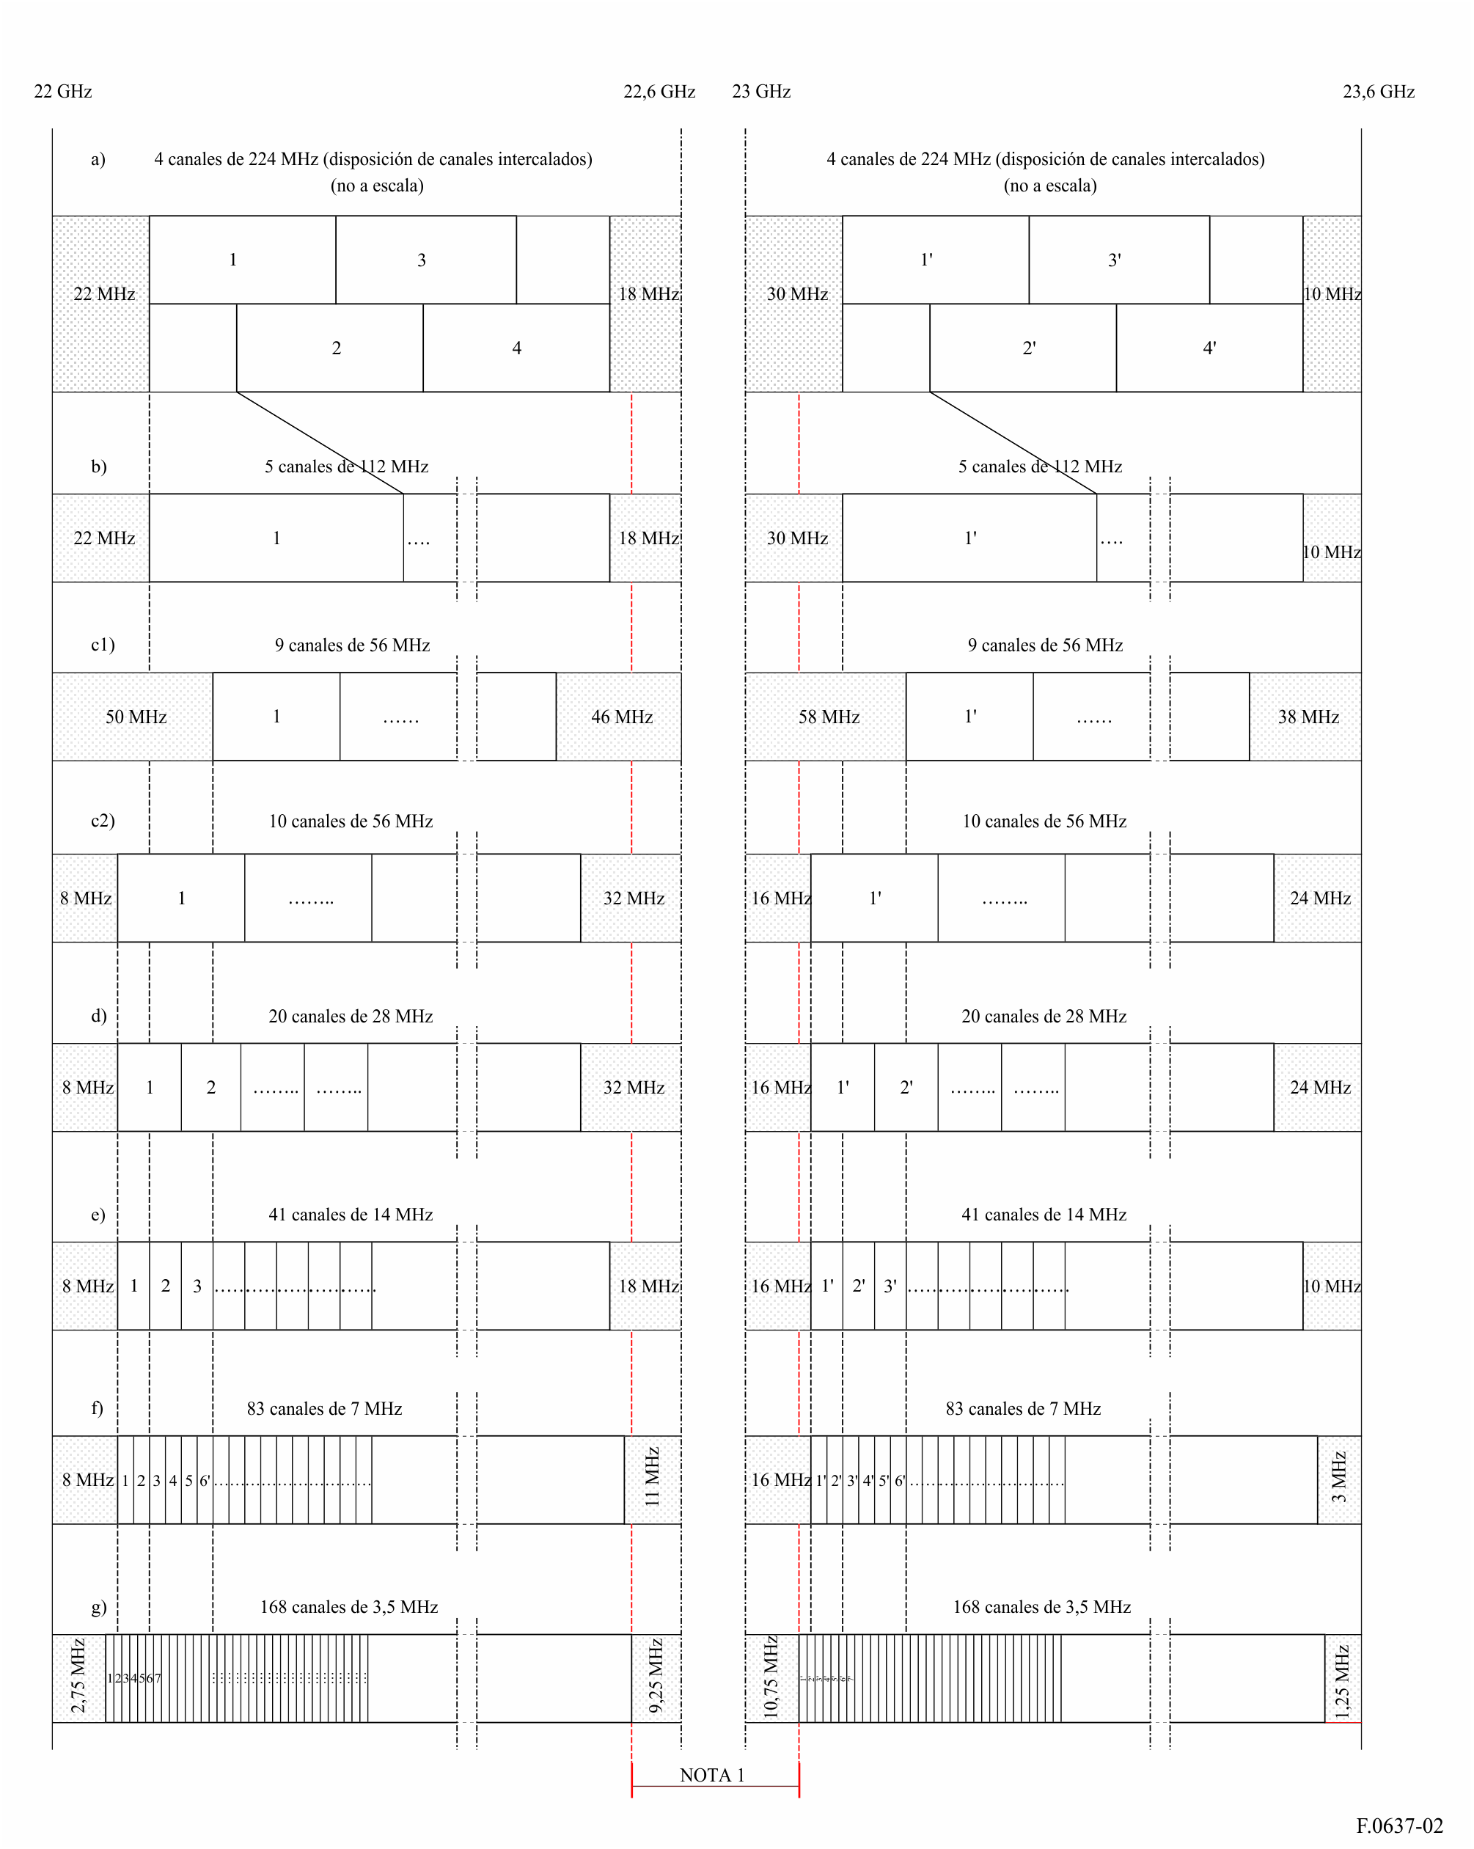 22 GHz 22,6 GHz 23 GHz 23,6 GHz
a) 4 canales de 224 MHz (disposición de canales intercalados) 4 canales de 224 MHz (disposición de canales intercalados)
(no a escala) (no a escala)
1 3 1' 3'
22 MHz 18 MHz 30 MHz 10 MHz
2 4 2' 4'
b) 5 canales de 112 MHz 5 canales de 112 MHz
22 MHz 1 .... 18 MHz 30 MHz 1' .... 10 MHz
c1) 9 canales de 56 MHz 9 canales de 56 MHz
50 MHz 1 ...... 46 MHz 58 MHz 1' ...... 38 MHz
c2) 10 canales de 56 MHz 10 canales de 56 MHz
8 MHz 1 ........ 32 MHz 16 MHz 1' ........ 24 MHz
d) 20 canales de 28 MHz 20 canales de 28 MHz
8 MHz 1 2 ........ ........ 32 MHz 16 MHz 1' 2' ........ ........ 24 MHz
e) 41 canales de 14 MHz 41 canales de 14 MHz
8 MHz 1 2 3 ............................ 18 MHz 16 MHz 1' 2' 3' ............................ 10 MHz
f) 83 canales de 7 MHz 83 canales de 7 MHz
8 MHz 1 2 3 4 5 6' ............................ 11 MHz 16 MHz 1' 2' 3' 4' 5' 6' ............................ 3 MHz
g) 168 canales de 3,5 MHz 168 canales de 3,5 MHz
2,75 MHz 1 2 3 4 5 6 7 9,25 MHz 10,75 MHz 1,25 MHz
NOTA 1
F.0637-02